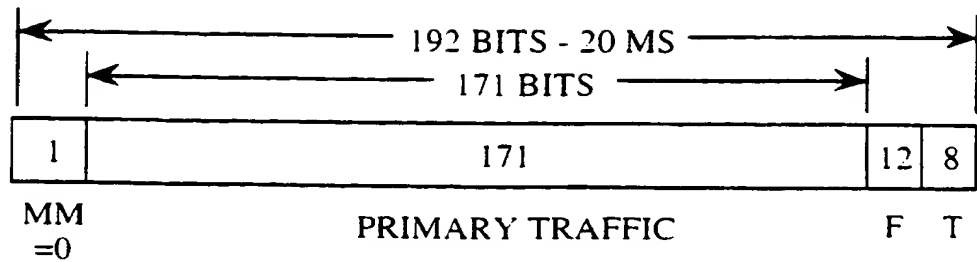 192 BITS - 20 MS
171 BITS
1 171 12 8
MM PRIMARY TRAFFIC F T
=0